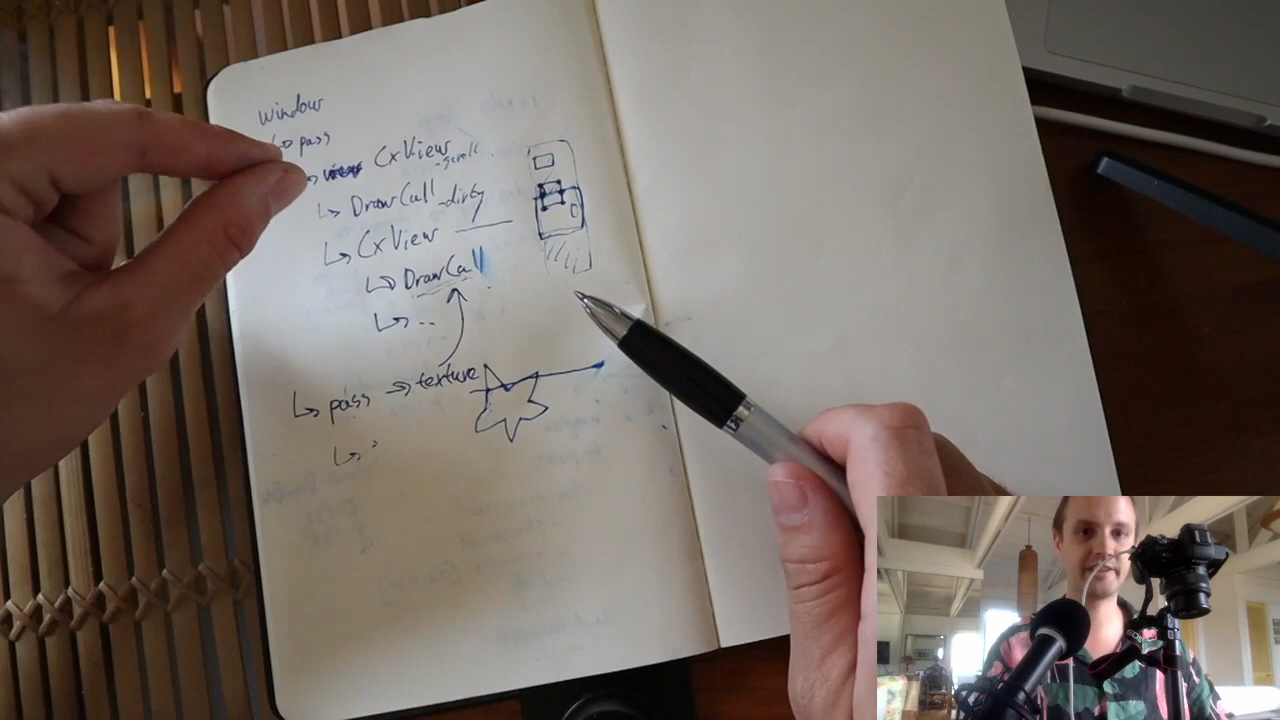 window
↳ pass
CxView -scroll
↳ DrawCall -dirty
↳ CxView
↳ DrawCall
↳ ..
↳ pass → texture
↳